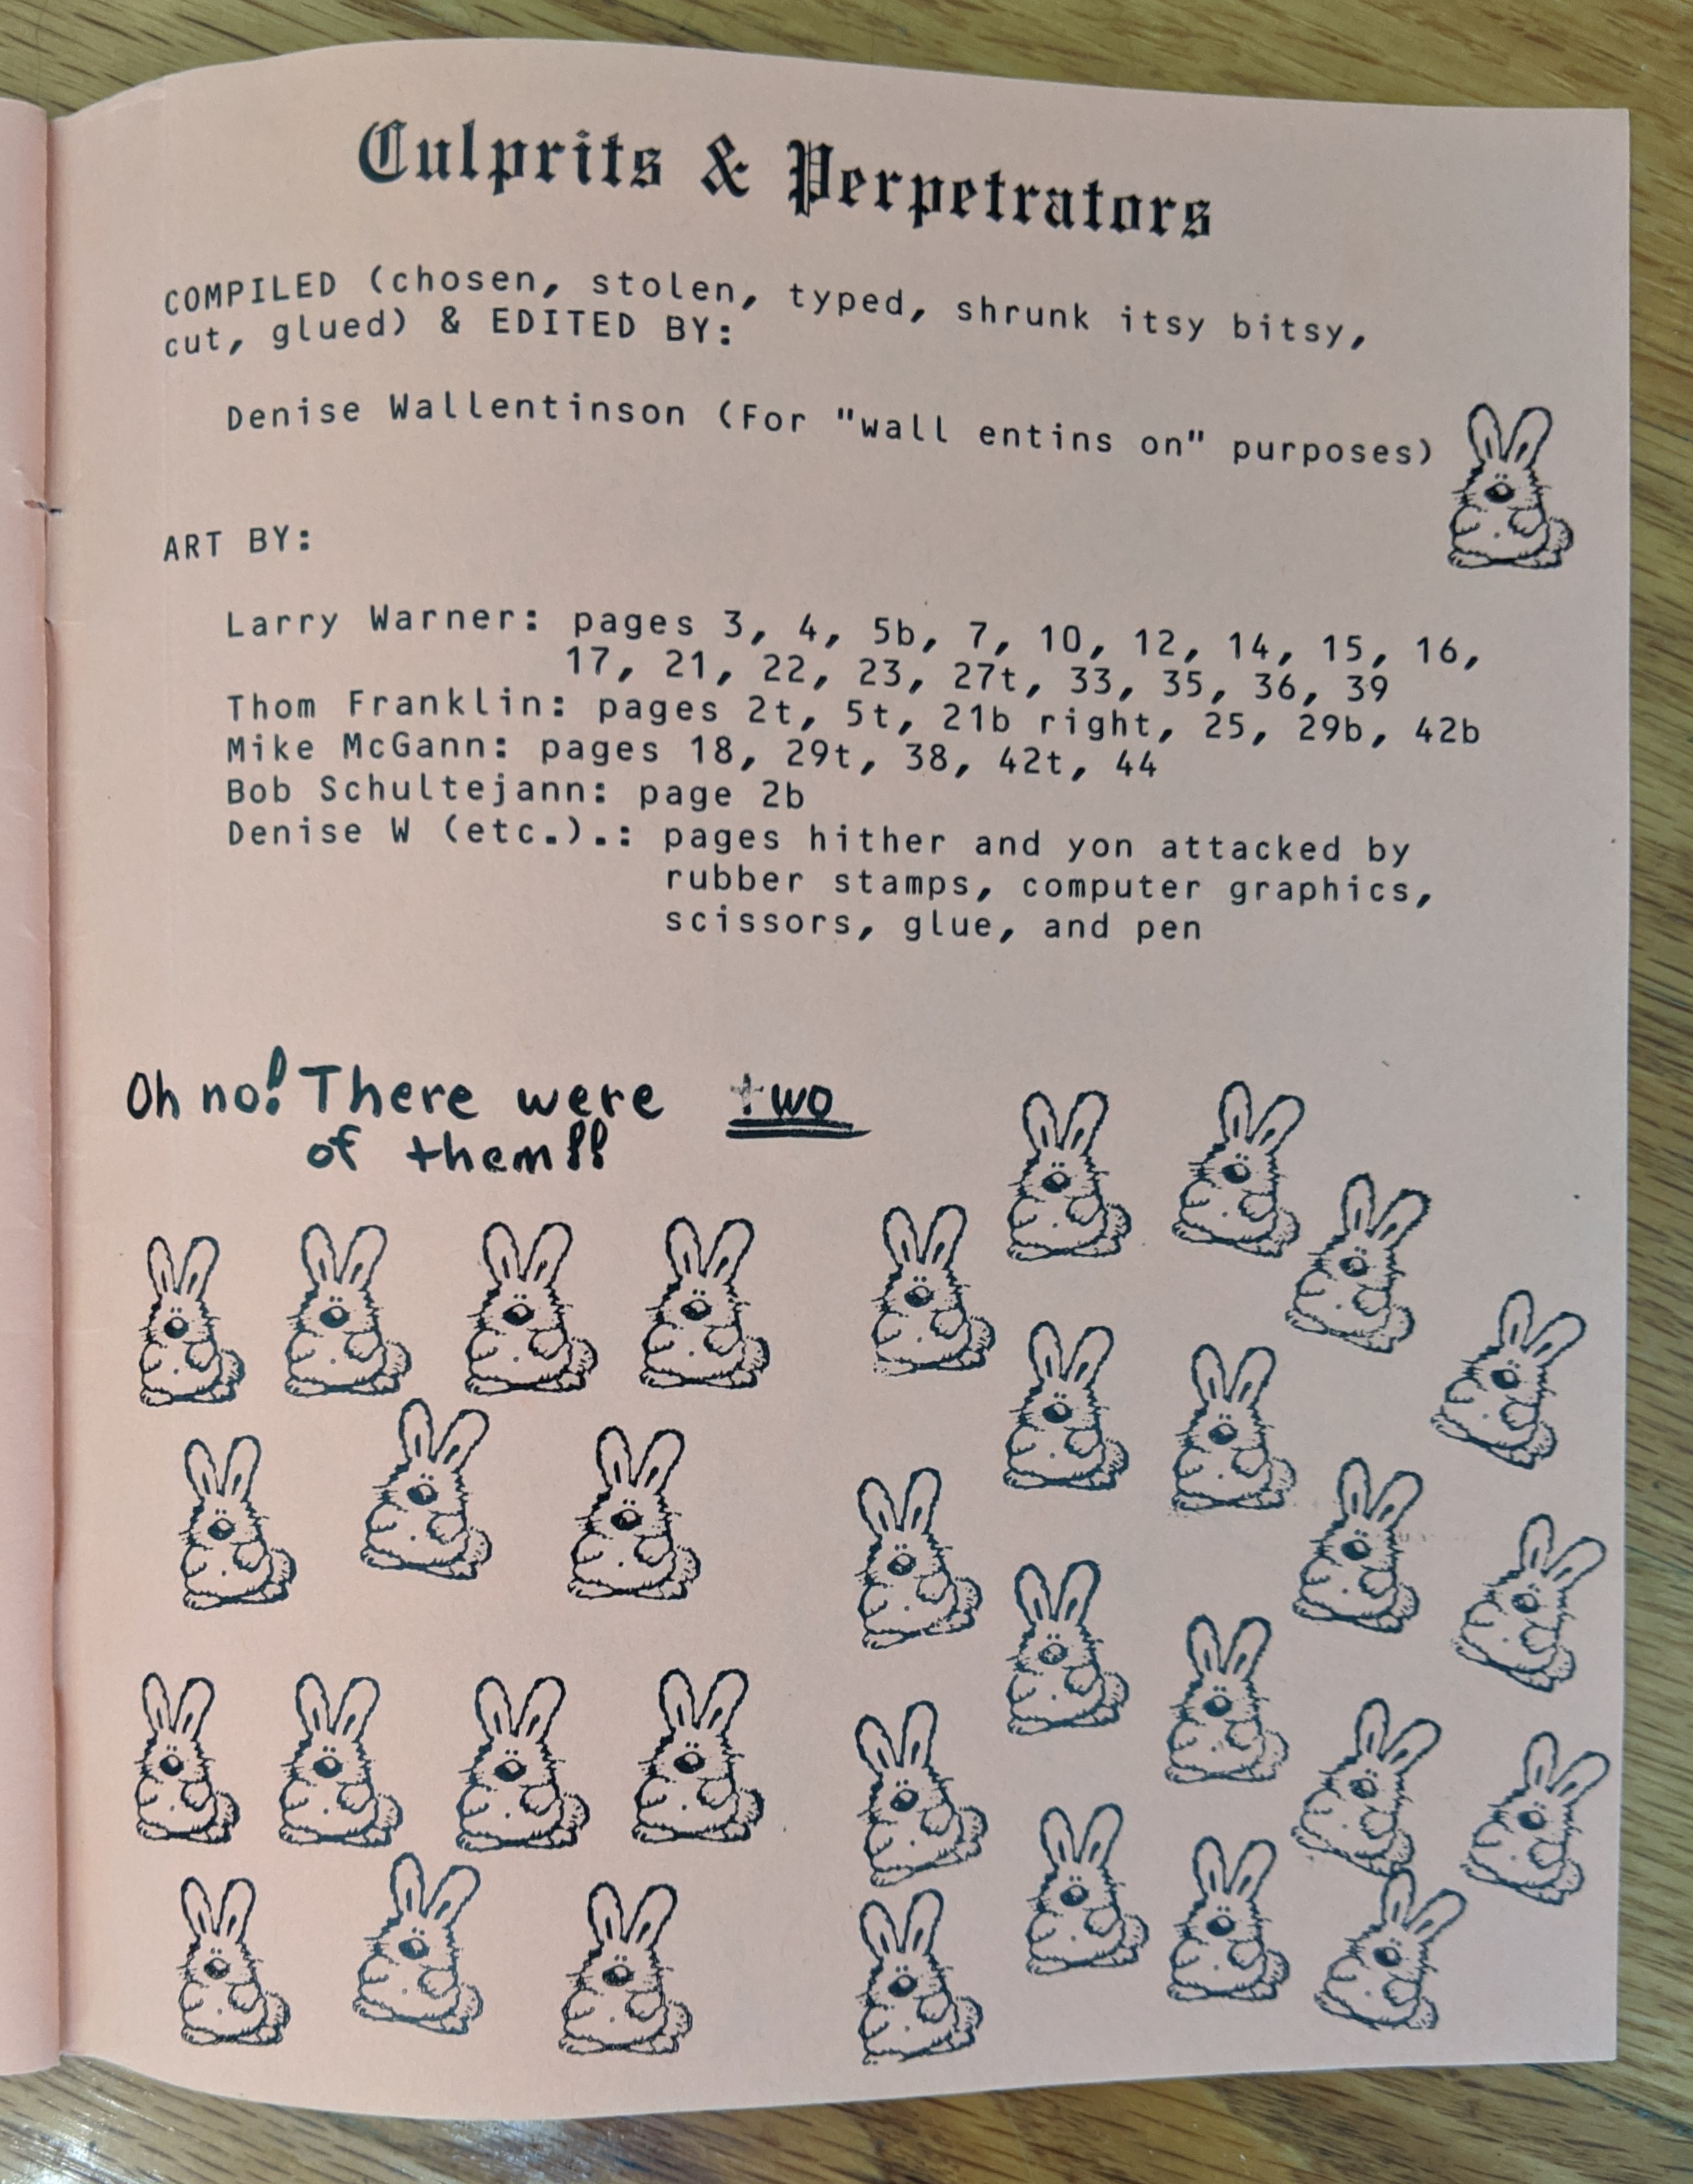 Culprits & Perpetrators
COMPILED (chosen, stolen, typed, shrunk itsy bitsy,
cut, glued) & EDITED BY:
Denise Wallentinson (For "wall entins on" purposes)
ART BY:
Larry Warner: pages 3, 4, 5b, 7, 10, 12, 14, 15, 16,
17, 21, 22, 23, 27t, 33, 35, 36, 39
Thom Franklin: pages 2t, 5t, 21b right, 25, 29b, 42b
Mike McGann: pages 18, 29t, 38, 42t, 44
Bob Schultejann: page 2b
Denise W (etc.).: pages hither and yon attacked by
rubber stamps, computer graphics,
scissors, glue, and pen
Oh no! There were two
of them!!